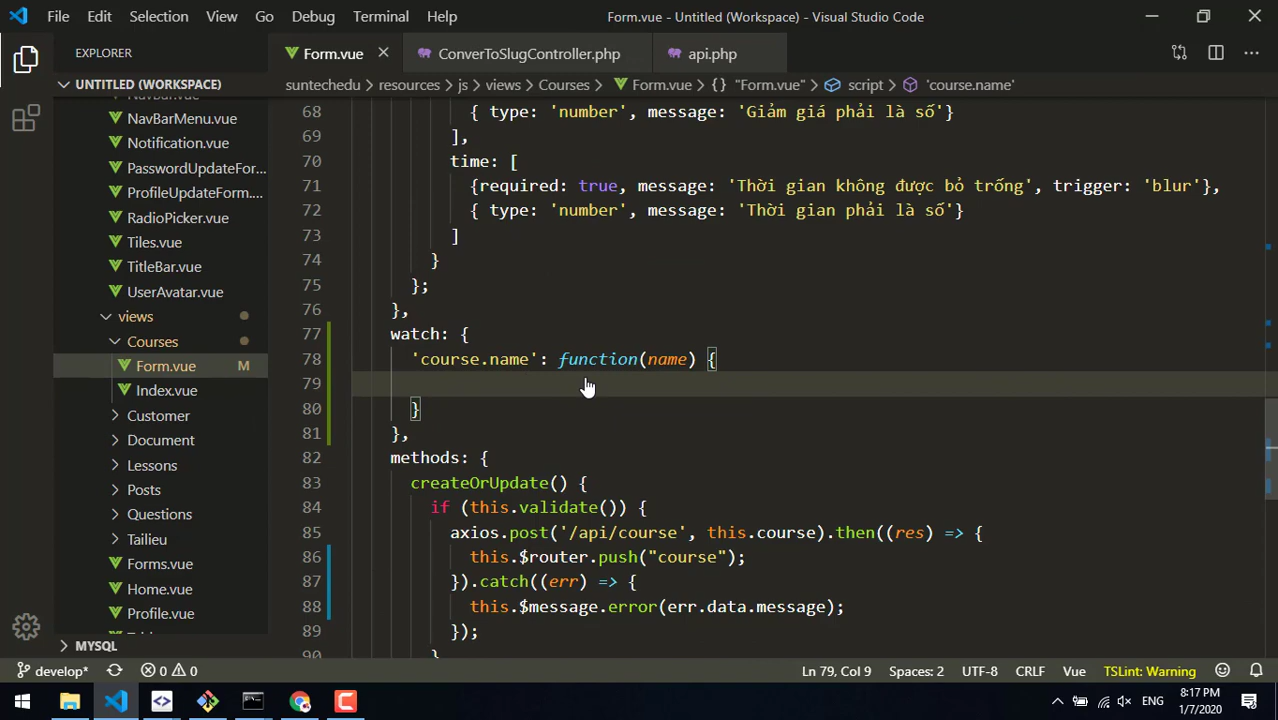 File Edit Selection View Go Debug Terminal Help Form.vue - Untitled (Workspace) - Visual Studio Code
EXPLORER
Form.vue ConverToSlugController.php api.php
UNTITLED (WORKSPACE)
suntechedu > resources > js > views > Courses > Form.vue > {} "Form.vue" > script > 'course.name'
NavBarMenu.vue
Notification.vue
PasswordUpdateFor...
ProfileUpdateForm....
RadioPicker.vue
Tiles.vue
TitleBar.vue
UserAvatar.vue
views
Courses
Form.vue M
Index.vue
Customer
Document
Lessons
Posts
Questions
Tailieu
Forms.vue
Home.vue
Profile.vue
MYSQL
68 { type: 'number', message: 'Giảm giá phải là số'}
69 ],
70 time: [
71 {required: true, message: 'Thời gian không được bỏ trống', trigger: 'blur'},
72 { type: 'number', message: 'Thời gian phải là số'}
73 ]
74 }
75 };
76 },
77 watch: {
78 'course.name': function(name) {
79
80 }
81 },
82 methods: {
83 createOrUpdate() {
84 if (this.validate()) {
85 axios.post('/api/course', this.course).then((res) => {
86 this.$router.push("course");
87 }).catch((err) => {
88 this.$message.error(err.data.message);
89 });
90 }
develop* 0 0 Ln 79, Col 9 Spaces: 2 UTF-8 CRLF Vue TSLint: Warning
ENG 8:17 PM
1/7/2020